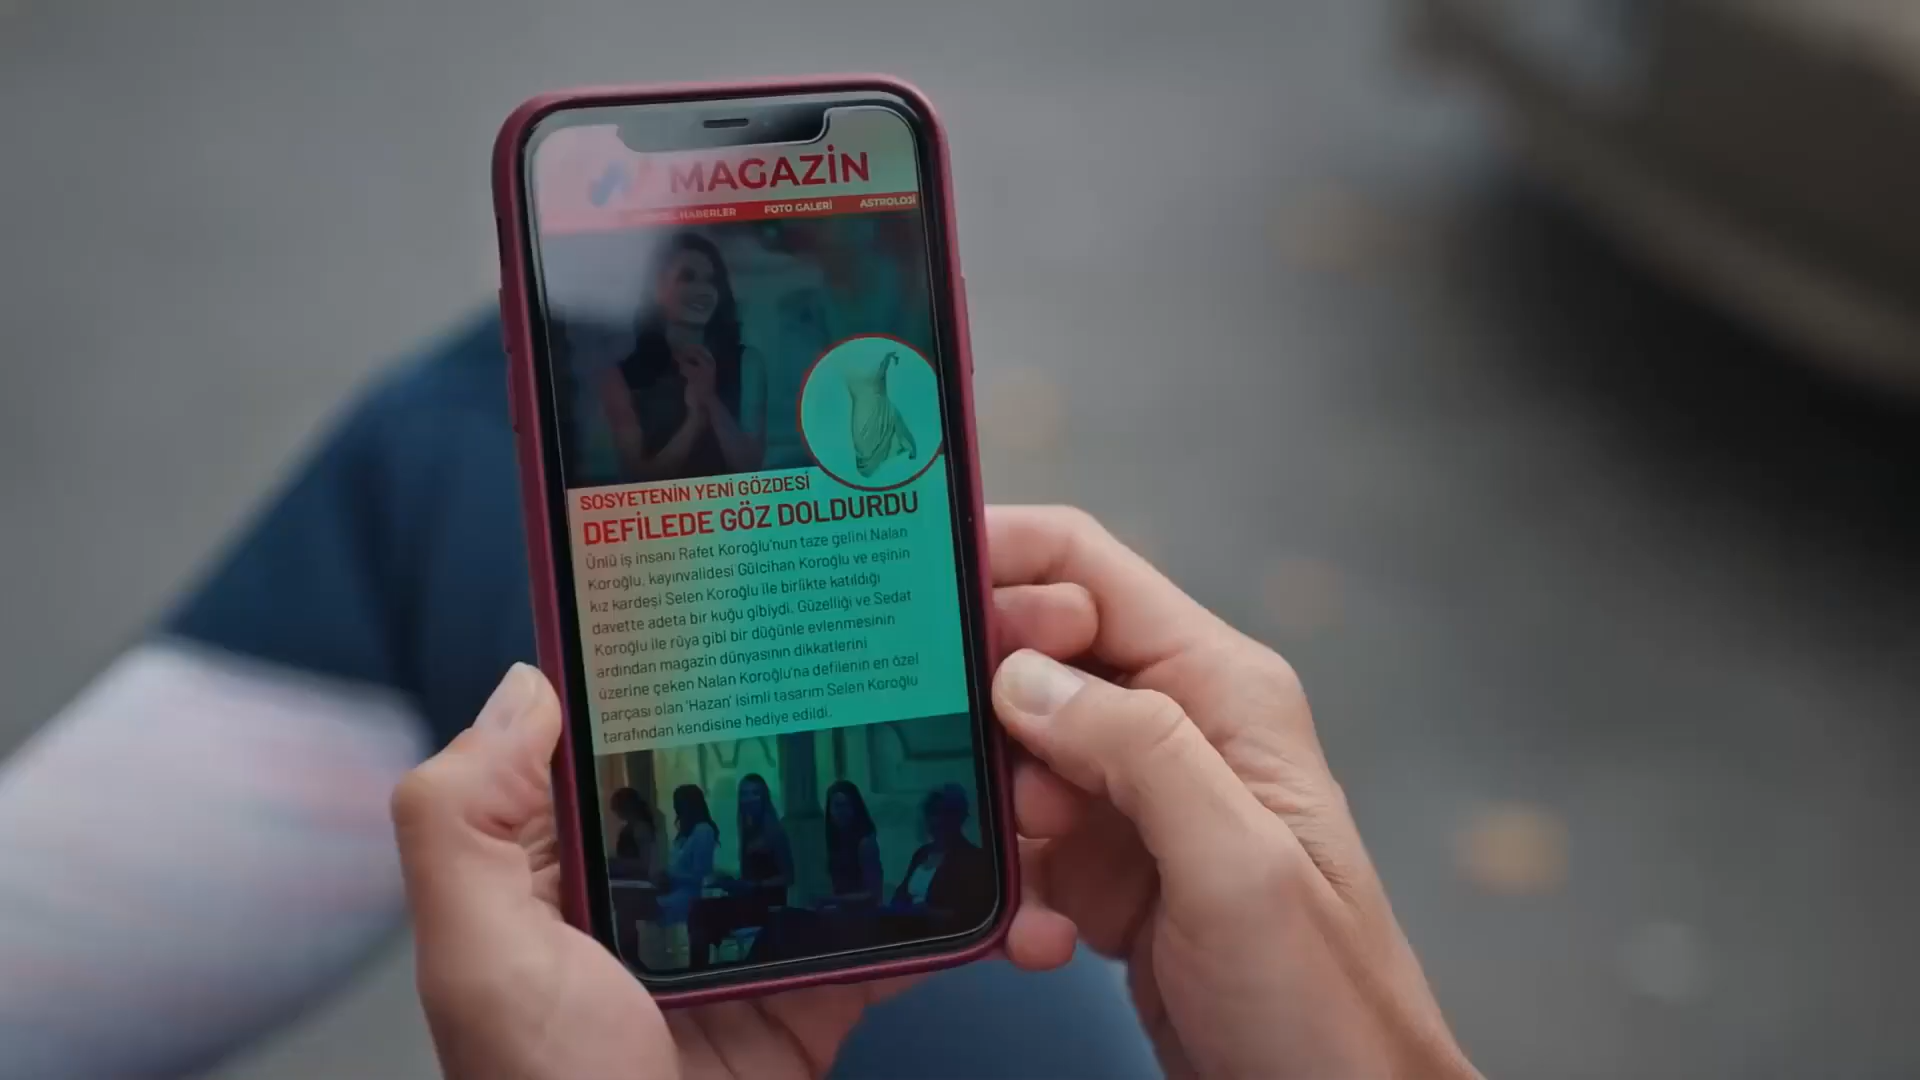 MAGAZİN
HABERLER FOTO GALERİ ASTROLOJİ
SOSYETENİN YENİ GÖZDESİ
DEFİLEDE GÖZ DOLDURDU
Ünlü iş insanı Rafet Koroğlu'nun taze gelini Nalan
Koroğlu, kayınvalidesi Gülcihan Koroğlu ve eşinin
kız kardeşi Selen Koroğlu ile birlikte katıldığı
davette adeta bir kuğu gibiydi. Güzelliği ve Sedat
Koroğlu ile rüya gibi bir düğünle evlenmesinin
ardından magazin dünyasının dikkatlerini
üzerine çeken Nalan Koroğlu'na defilenin en özel
parçası olan 'Hazan' isimli tasarım Selen Koroğlu
tarafından kendisine hediye edildi.